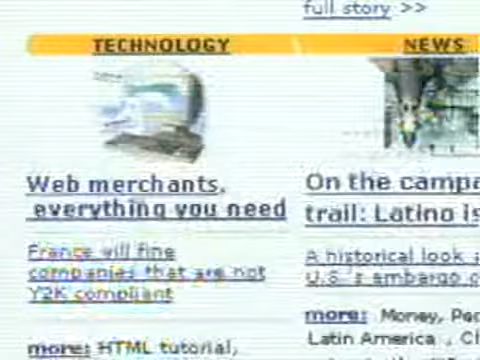 full story >>
TECHNOLOGY
NEWS
Web merchants,
everything you need
On the campa
trail: Latino is
France will fine
companies that are not
Y2K compliant
A historical look
U.S.'s embargo
more: Money,
Latin America
more: HTML tutorial,